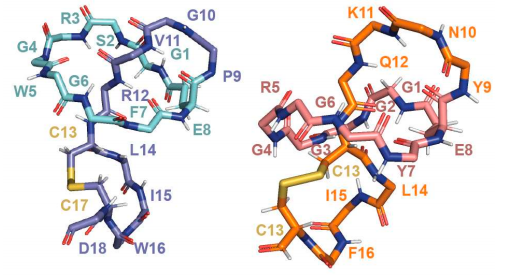 R3
G10
S2
V11
G4
G1
P9
G6
W5
R12
F7
C13
E8
L14
C17
I15
D18
W16
K11
N10
Q12
R5
G1
Y9
G6
G2
G4
G3
E8
C13
Y7
I15
L14
C13
F16